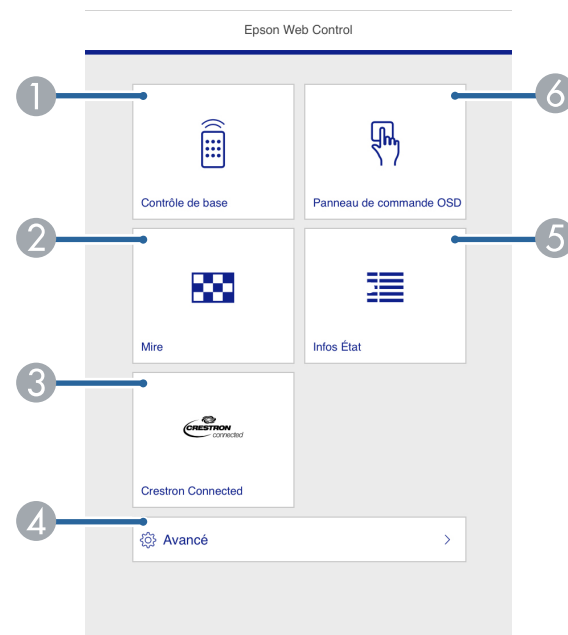 Epson Web Control
1
6
Contrôle de base
Panneau de commande OSD
2
5
Mire
Infos État
3
CRESTRON
connected
Crestron Connected
4
Avancé